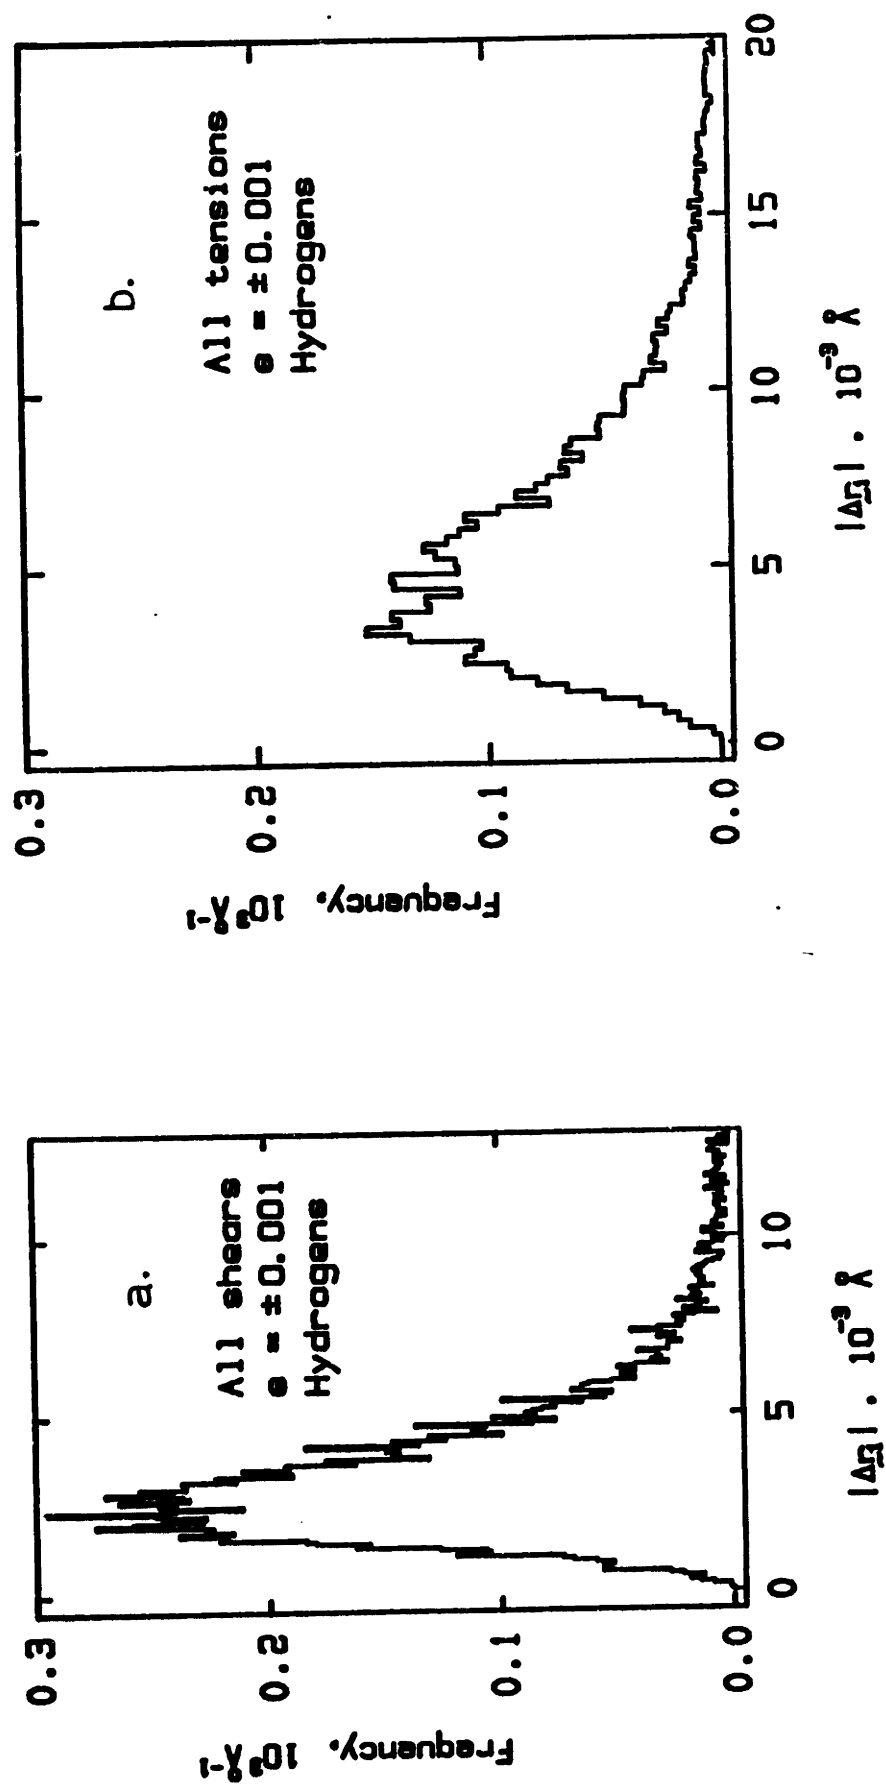 a.
All shears
e = ±0.001
Hydrogens
0.3
0.2
0.1
0.0
Frequency, 10³Å⁻¹
0
5
10
|Δr| . 10⁻³ Å
b.
All tensions
e = ±0.001
Hydrogens
0.3
0.2
0.1
0.0
Frequency, 10³Å⁻¹
0
5
10
15
20
|Δr| . 10⁻³ Å